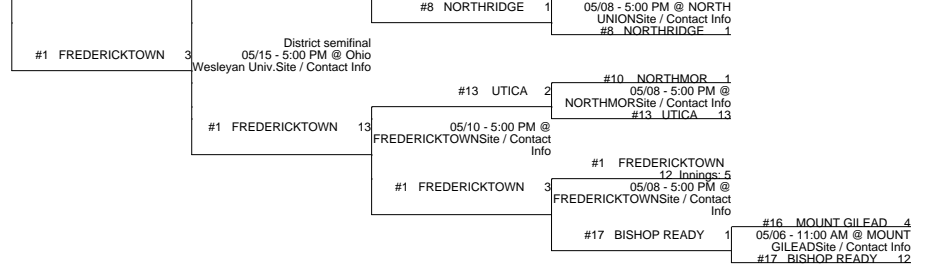 #8 NORTHRIDGE 1
05/08 - 5:00 PM @ NORTH
UNIONSite / Contact Info
#8 NORTHRIDGE 1
#1 FREDERICKTOWN 3
District semifinal
05/15 - 5:00 PM @ Ohio
Wesleyan Univ.Site / Contact Info
#10 NORTHMOR 1
#13 UTICA 2
05/08 - 5:00 PM @
NORTHMORSite / Contact Info
#13 UTICA 13
#1 FREDERICKTOWN 13
05/10 - 5:00 PM @
FREDERICKTOWNSite / Contact
Info
#1 FREDERICKTOWN
12 Innings: 5
#1 FREDERICKTOWN 3
05/08 - 5:00 PM @
FREDERICKTOWNSite / Contact
Info
#16 MOUNT GILEAD 4
#17 BISHOP READY 1
05/06 - 11:00 AM @ MOUNT
GILEADSite / Contact Info
#17 BISHOP READY 12